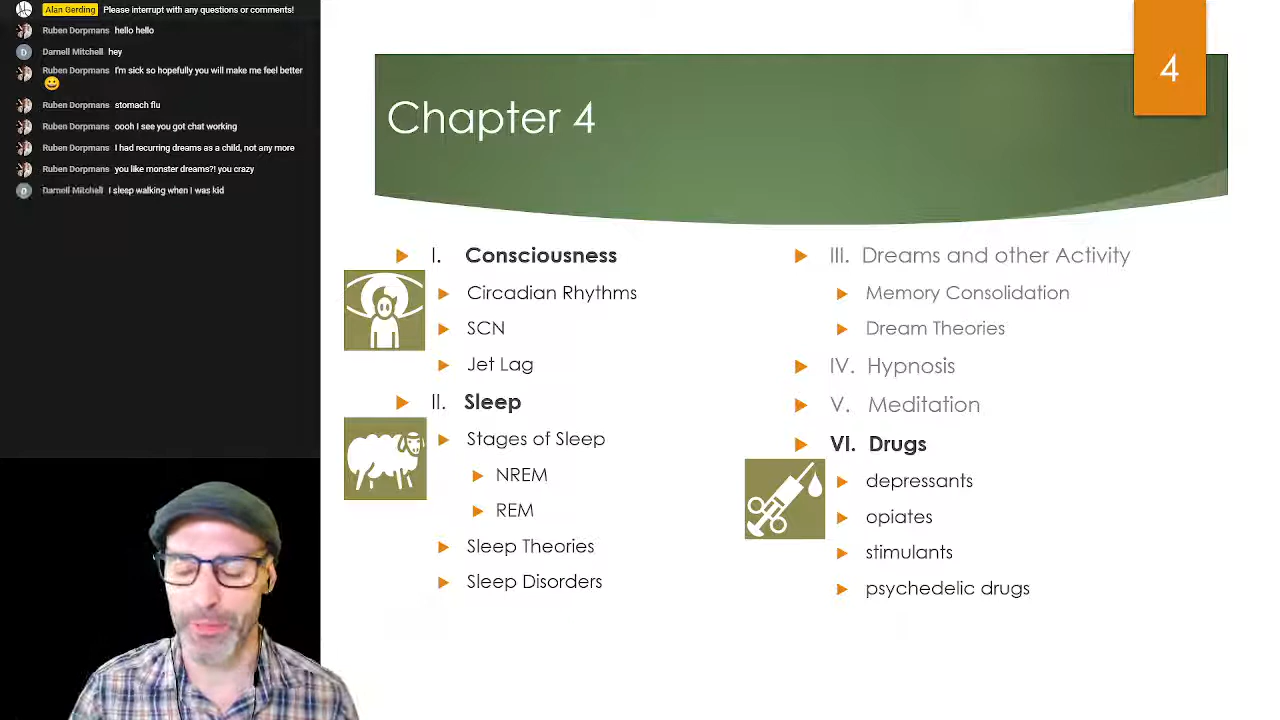 Alan Gerding Please interrupt with any questions or comments!
Ruben Dorpmans hello hello
D Darnell Mitchell hey
Ruben Dorpmans I'm sick so hopefully you will make me feel better
😀
Ruben Dorpmans stomach flu
Ruben Dorpmans oooh I see you got chat working
Ruben Dorpmans I had recurring dreams as a child, not any more
Ruben Dorpmans you like monster dreams?! you crazy
D Darnell Mitchell I sleep walking when I was kid
4
Chapter 4
I. Consciousness
Circadian Rhythms
SCN
Jet Lag
II. Sleep
Stages of Sleep
NREM
REM
Sleep Theories
Sleep Disorders
III. Dreams and other Activity
Memory Consolidation
Dream Theories
IV. Hypnosis
V. Meditation
VI. Drugs
depressants
opiates
stimulants
psychedelic drugs